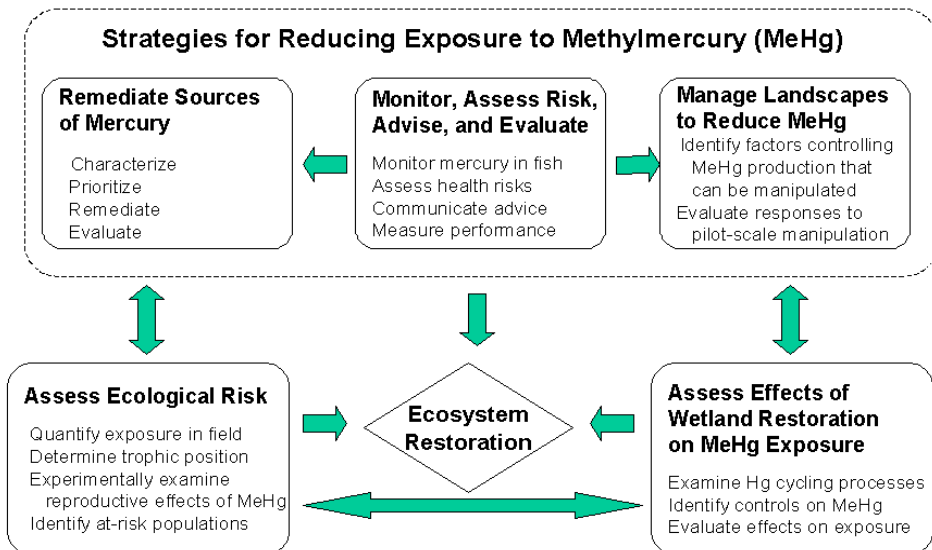 Strategies for Reducing Exposure to Methylmercury (MeHg)
Remediate Sources
of Mercury
Characterize
Prioritize
Remediate
Evaluate
Monitor, Assess Risk,
Advise, and Evaluate
Monitor mercury in fish
Assess health risks
Communicate advice
Measure performance
Manage Landscapes
to Reduce MeHg
Identify factors controlling
MeHg production that
can be manipulated
Evaluate responses to
pilot-scale manipulation
Assess Ecological Risk
Quantify exposure in field
Determine trophic position
Experimentally examine
reproductive effects of MeHg
Identify at-risk populations
Ecosystem
Restoration
Assess Effects of
Wetland Restoration
on MeHg Exposure
Examine Hg cycling processes
Identify controls on MeHg
Evaluate effects on exposure